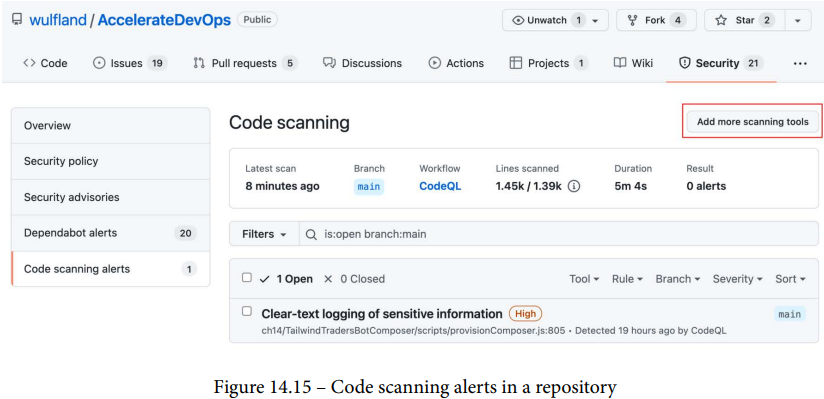 wulfland / AccelerateDevOps Public Unwatch 1 Fork 4 Star 2
Code Issues 19 Pull requests 5 Discussions Actions Projects 1 Wiki Security 21 ...
Overview
Security policy
Security advisories
Dependabot alerts 20
Code scanning alerts 1
Code scanning Add more scanning tools
Latest scan Branch Workflow Lines scanned Duration Result
8 minutes ago main CodeQL 1.45k / 1.39k 5m 4s 0 alerts
Filters is:open branch:main
1 Open 0 Closed Tool Rule Branch Severity Sort
Clear-text logging of sensitive information High main
ch14/TailwindTradersBotComposer/scripts/provisionComposer.js:805 • Detected 19 hours ago by CodeQL
Figure 14.15 – Code scanning alerts in a repository